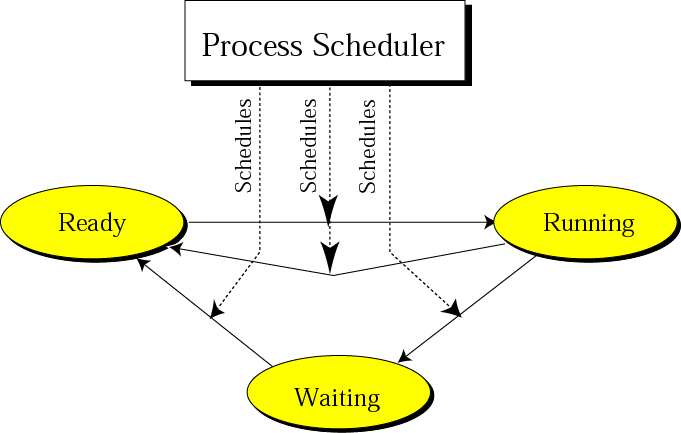 Process Scheduler
Schedules
Schedules
Schedules
Ready
Running
Waiting